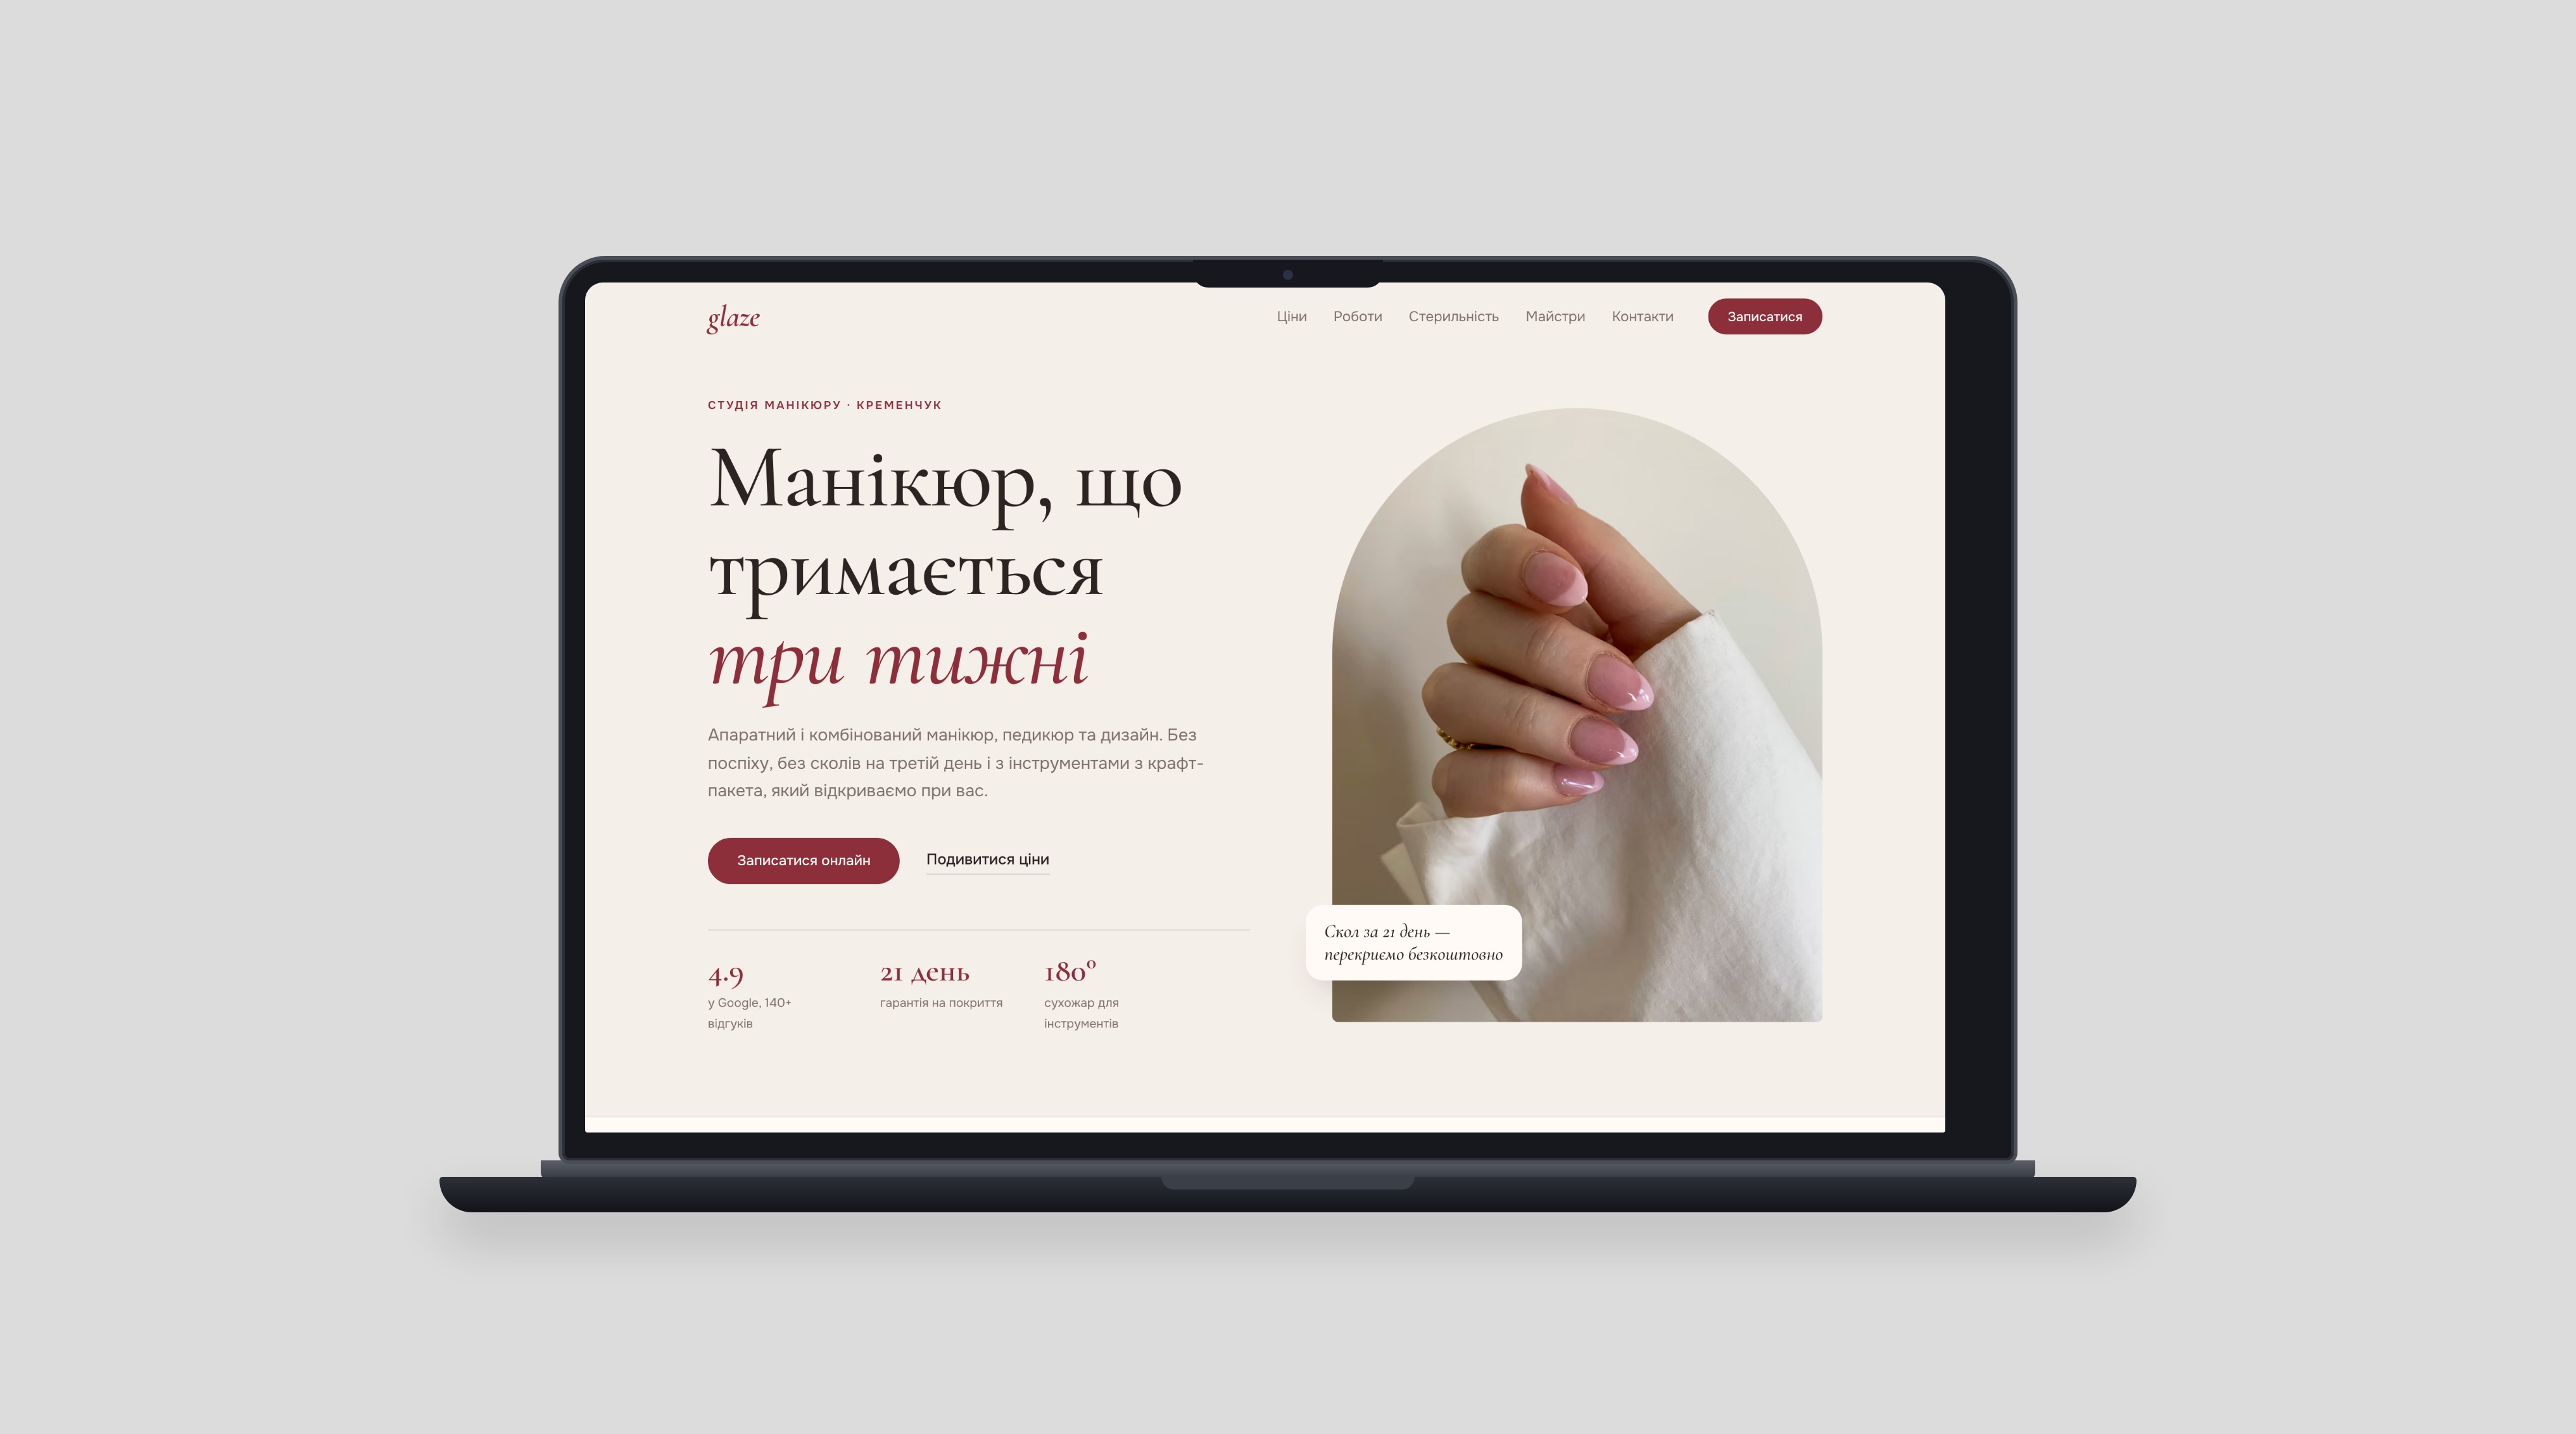 glaze
Ціни Роботи Стерильність Майстри Контакти Записатися
СТУДІЯ МАНІКЮРУ · КРЕМЕНЧУК
Манікюр, що
тримається
три тижні
Апаратний і комбінований манікюр, педикюр та дизайн. Без
поспіху, без сколів на третій день і з інструментами з крафт-
пакета, який відкриваємо при вас.
Записатися онлайн Подивитися ціни
4.9
у Google, 140+
відгуків
21 день
гарантія на покриття
180°
сухожар для
інструментів
Скол за 21 день —
перекриємо безкоштовно